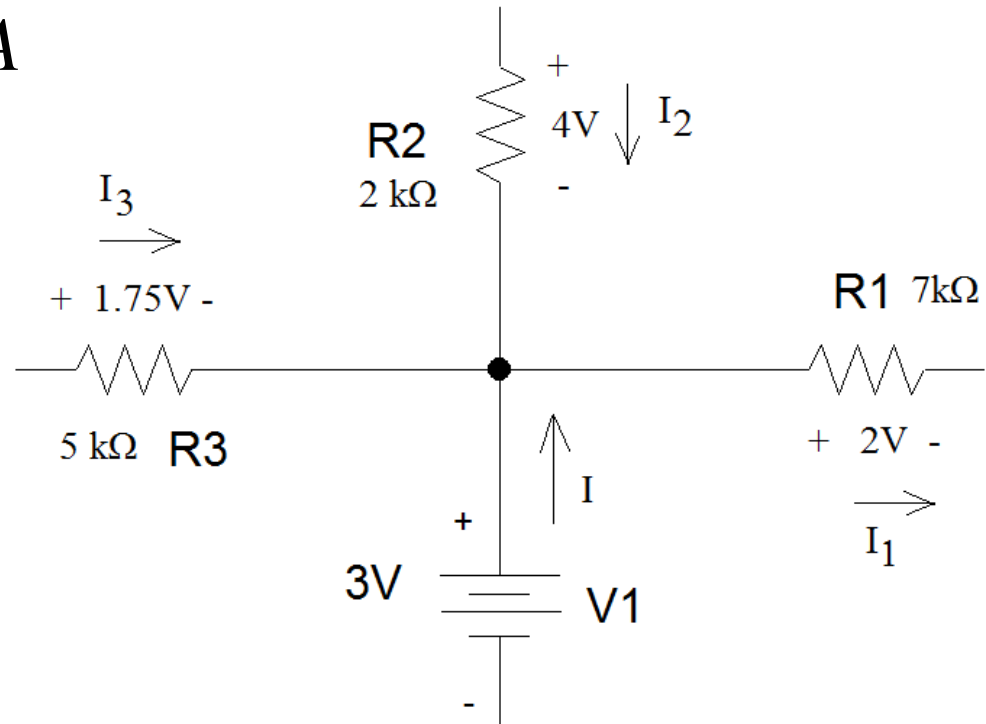 A
+
R2 4V I2
2 kΩ -
I3
+ 1.75V -
R1 7kΩ
5 kΩ R3
+ 2V -
I
I1
+
3V
V1
-